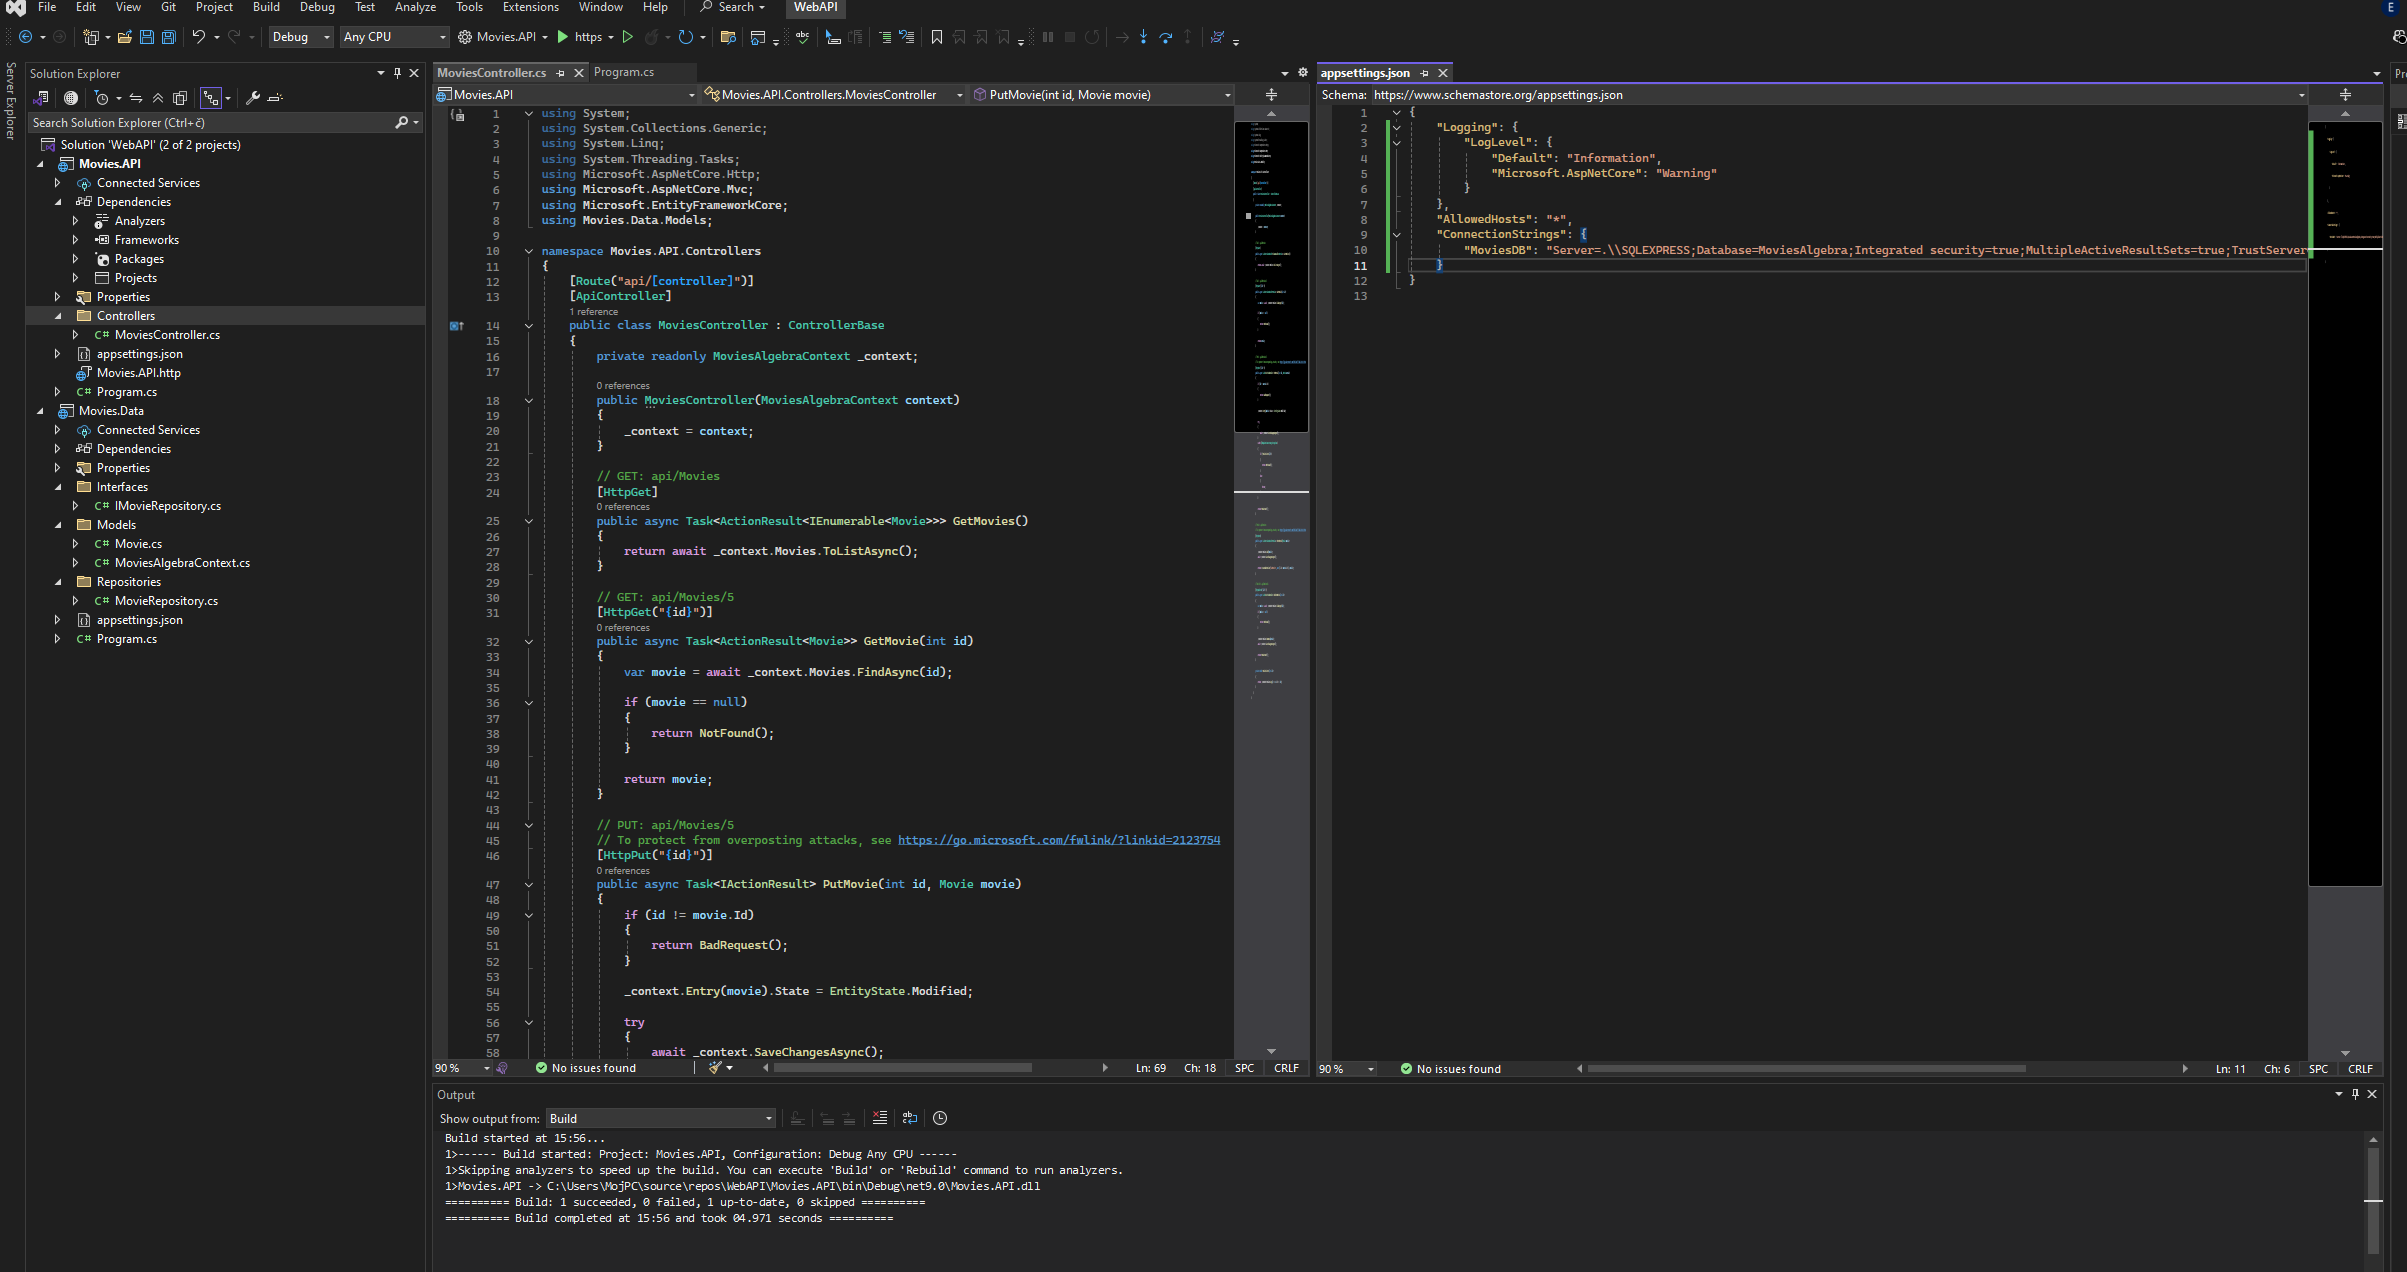 File Edit View Git Project Build Debug Test Analyze Tools Extensions Window Help Search WebAPI E
Debug Any CPU Movies.API https
Server Explorer
Solution Explorer
Search Solution Explorer (Ctrl+č)
Solution 'WebAPI' (2 of 2 projects)
Movies.API
Connected Services
Dependencies
Analyzers
Frameworks
Packages
Projects
Properties
Controllers
C# MoviesController.cs
appsettings.json
Movies.API.http
C# Program.cs
Movies.Data
Connected Services
Dependencies
Properties
Interfaces
C# IMovieRepository.cs
Models
C# Movie.cs
C# MoviesAlgebraContext.cs
Repositories
C# MovieRepository.cs
appsettings.json
C# Program.cs
MoviesController.cs Program.cs
Movies.API Movies.API.Controllers.MoviesController PutMovie(int id, Movie movie)
1 using System;
2 using System.Collections.Generic;
3 using System.Linq;
4 using System.Threading.Tasks;
5 using Microsoft.AspNetCore.Http;
6 using Microsoft.AspNetCore.Mvc;
7 using Microsoft.EntityFrameworkCore;
8 using Movies.Data.Models;
9
10 namespace Movies.API.Controllers
11 {
12 [Route("api/[controller]")]
13 [ApiController]
1 reference
14 public class MoviesController : ControllerBase
15 {
16 private readonly MoviesAlgebraContext _context;
17
0 references
18 public MoviesController(MoviesAlgebraContext context)
19 {
20 _context = context;
21 }
22
23 // GET: api/Movies
24 [HttpGet]
0 references
25 public async Task<ActionResult<IEnumerable<Movie>>> GetMovies()
26 {
27 return await _context.Movies.ToListAsync();
28 }
29
30 // GET: api/Movies/5
31 [HttpGet("{id}")]
0 references
32 public async Task<ActionResult<Movie>> GetMovie(int id)
33 {
34 var movie = await _context.Movies.FindAsync(id);
35
36 if (movie == null)
37 {
38 return NotFound();
39 }
40
41 return movie;
42 }
43
44 // PUT: api/Movies/5
45 // To protect from overposting attacks, see https://go.microsoft.com/fwlink/?linkid=2123754
46 [HttpPut("{id}")]
0 references
47 public async Task<IActionResult> PutMovie(int id, Movie movie)
48 {
49 if (id != movie.Id)
50 {
51 return BadRequest();
52 }
53
54 _context.Entry(movie).State = EntityState.Modified;
55
56 try
57 {
58 await _context.SaveChangesAsync();
90 % No issues found Ln: 69 Ch: 18 SPC CRLF
appsettings.json
Schema: https://www.schemastore.org/appsettings.json
1 {
2 "Logging": {
3 "LogLevel": {
4 "Default": "Information",
5 "Microsoft.AspNetCore": "Warning"
6 }
7 },
8 "AllowedHosts": "*",
9 "ConnectionStrings": {
10 "MoviesDB": "Server=.\\SQLEXPRESS;Database=MoviesAlgebra;Integrated security=true;MultipleActiveResultSets=true;TrustServer
11 }
12 }
13
90 % No issues found Ln: 11 Ch: 6 SPC CRLF
Pr
Output
Show output from: Build
Build started at 15:56...
1>------ Build started: Project: Movies.API, Configuration: Debug Any CPU ------
1>Skipping analyzers to speed up the build. You can execute 'Build' or 'Rebuild' command to run analyzers.
1>Movies.API -> C:\Users\MojPC\source\repos\WebAPI\Movies.API\bin\Debug\net9.0\Movies.API.dll
========== Build: 1 succeeded, 0 failed, 1 up-to-date, 0 skipped ==========
========== Build completed at 15:56 and took 04.971 seconds ==========